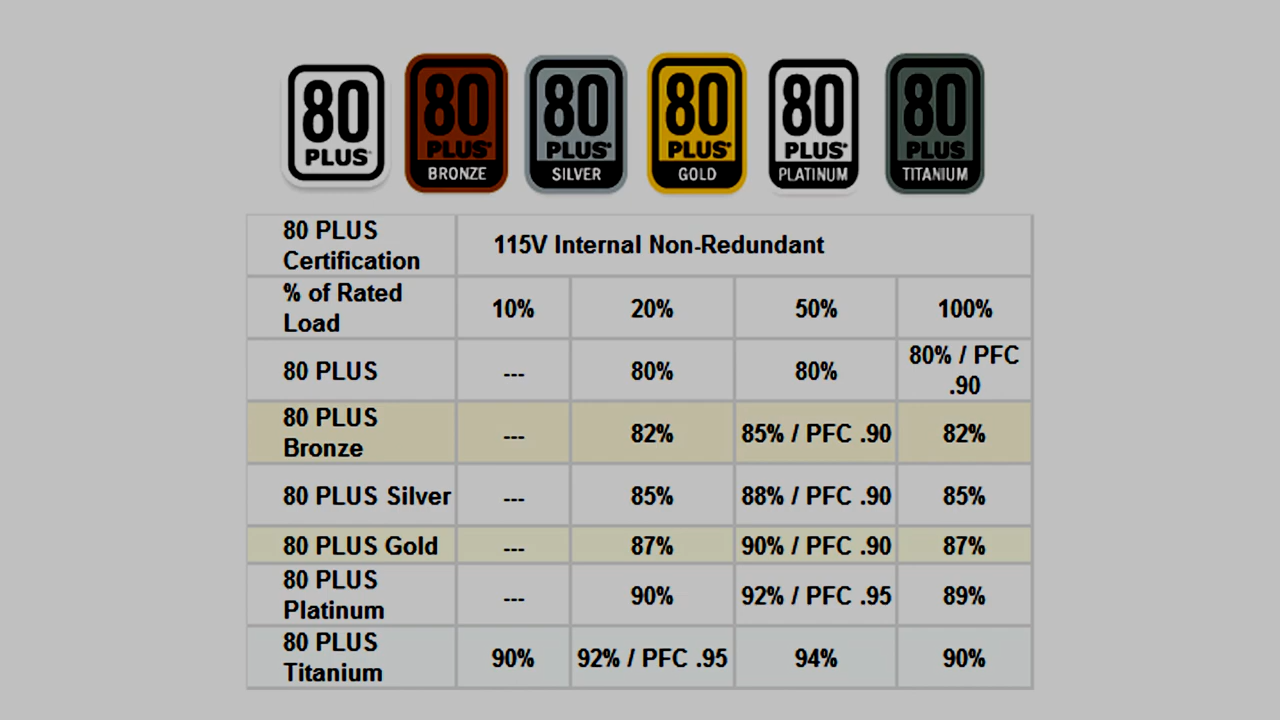 80 PLUS
80 PLUS BRONZE
80 PLUS SILVER
80 PLUS GOLD
80 PLUS PLATINUM
80 PLUS TITANIUM
80 PLUS
Certification
115V Internal Non-Redundant
% of Rated
Load
10%
20%
50%
100%
80 PLUS
---
80%
80%
80% / PFC
.90
80 PLUS
Bronze
---
82%
85% / PFC .90
82%
80 PLUS Silver
---
85%
88% / PFC .90
85%
80 PLUS Gold
---
87%
90% / PFC .90
87%
80 PLUS
Platinum
---
90%
92% / PFC .95
89%
80 PLUS
Titanium
90%
92% / PFC .95
94%
90%